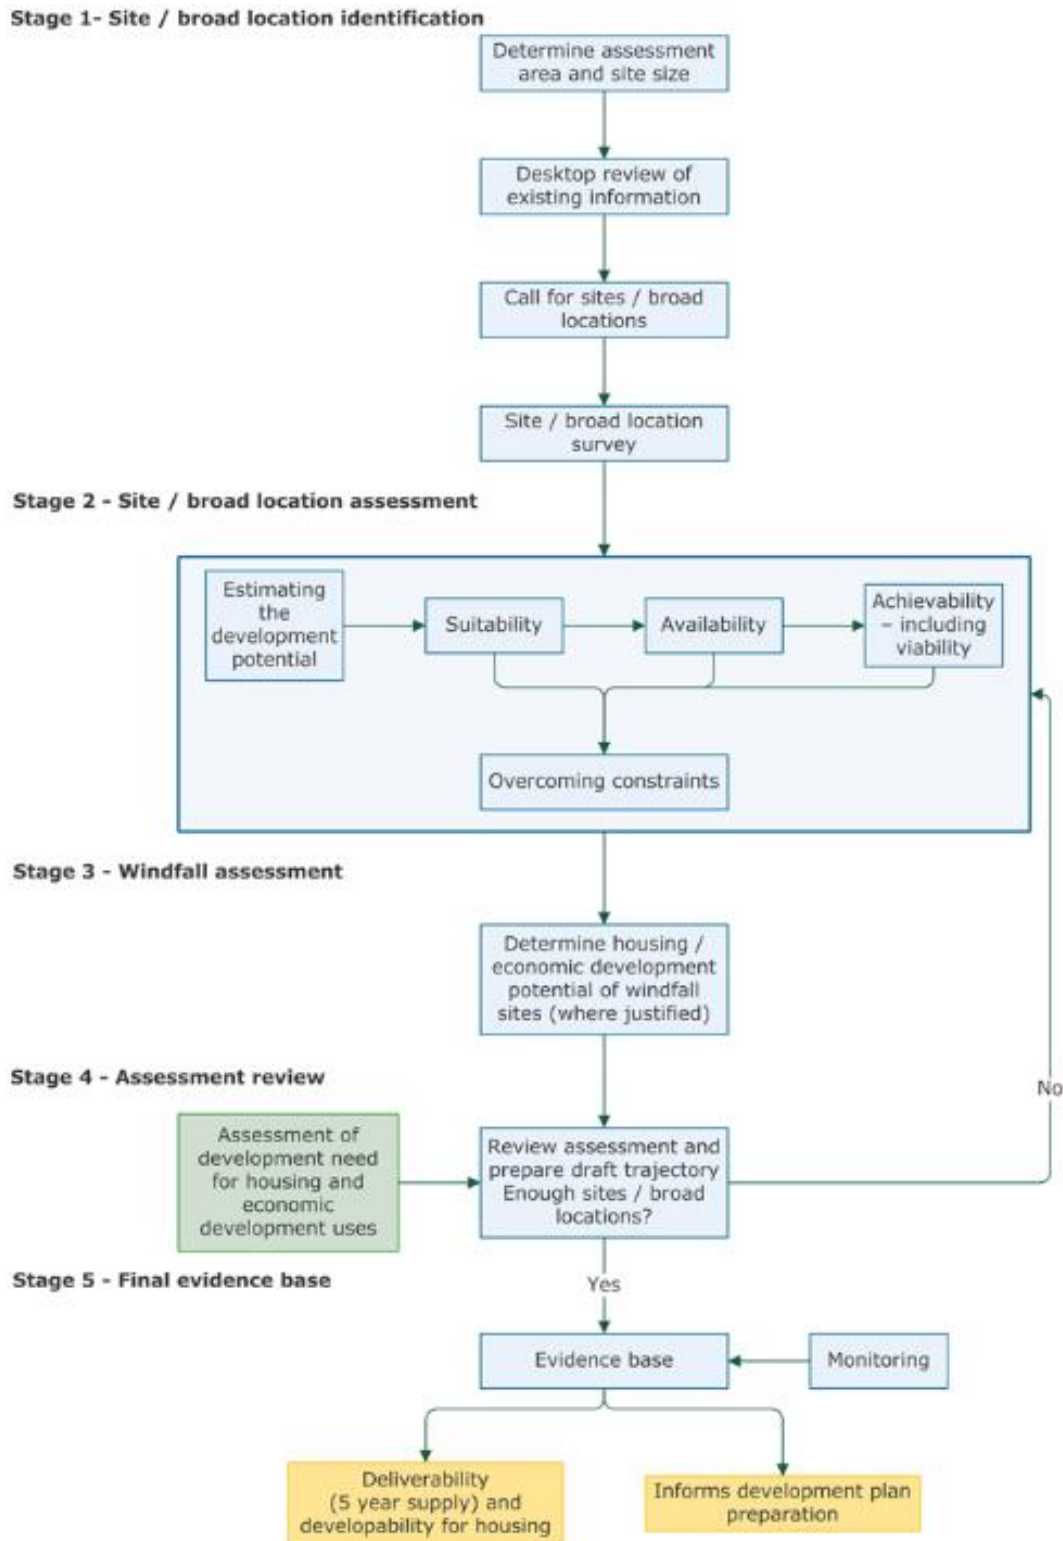 Stage 1- Site / broad location identification
Determine assessment
area and site size
Desktop review of
existing information
Call for sites / broad
locations
Site / broad location
survey
Stage 2 - Site / broad location assessment
Estimating
the
development
potential
Suitability
Availability
Achievability
– including
viability
Overcoming constraints
Stage 3 - Windfall assessment
Determine housing /
economic development
potential of windfall
sites (where justified)
Stage 4 - Assessment review
No
Assessment of
development need
for housing and
economic
development uses
Review assessment and
prepare draft trajectory
Enough sites / broad
locations?
Stage 5 - Final evidence base
Yes
Evidence base
Monitoring
Deliverability
(5 year supply) and
developability for housing
Informs development plan
preparation